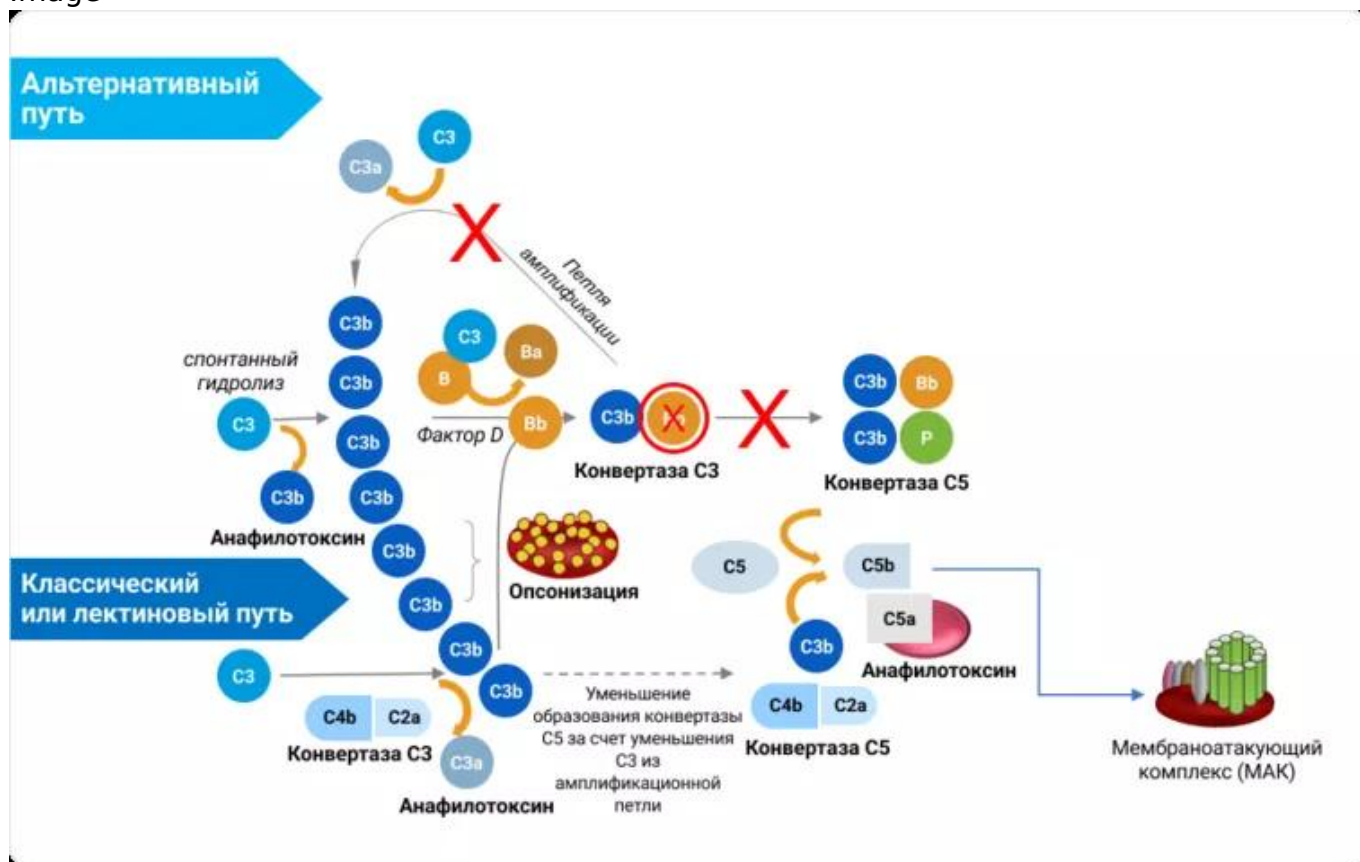 Альтернативный
путь
C3
C3a
Петля
амплификации
C3b
C3
Ba
B
спонтанный
гидролиз
C3b
C3b
Bb
C3
Фактор D
Bb
C3b
C3b
C3b
P
Конвертаза C3
Конвертаза C5
C3b
C3b
Анафилотоксин
C3b
Классический
или лектиновый путь
Опсонизация
C5
C5b
C3b
C5a
C3b
C3b
Анафилотоксин
C3
C3b
C4b
C2a
Конвертаза C3
C3a
Анафилотоксин
Уменьшение
образования конвертазы
C5 за счет уменьшения
C3 из
амплификационной
петли
C4b
C2a
Конвертаза C5
Мембраноатакующий
комплекс (МАК)